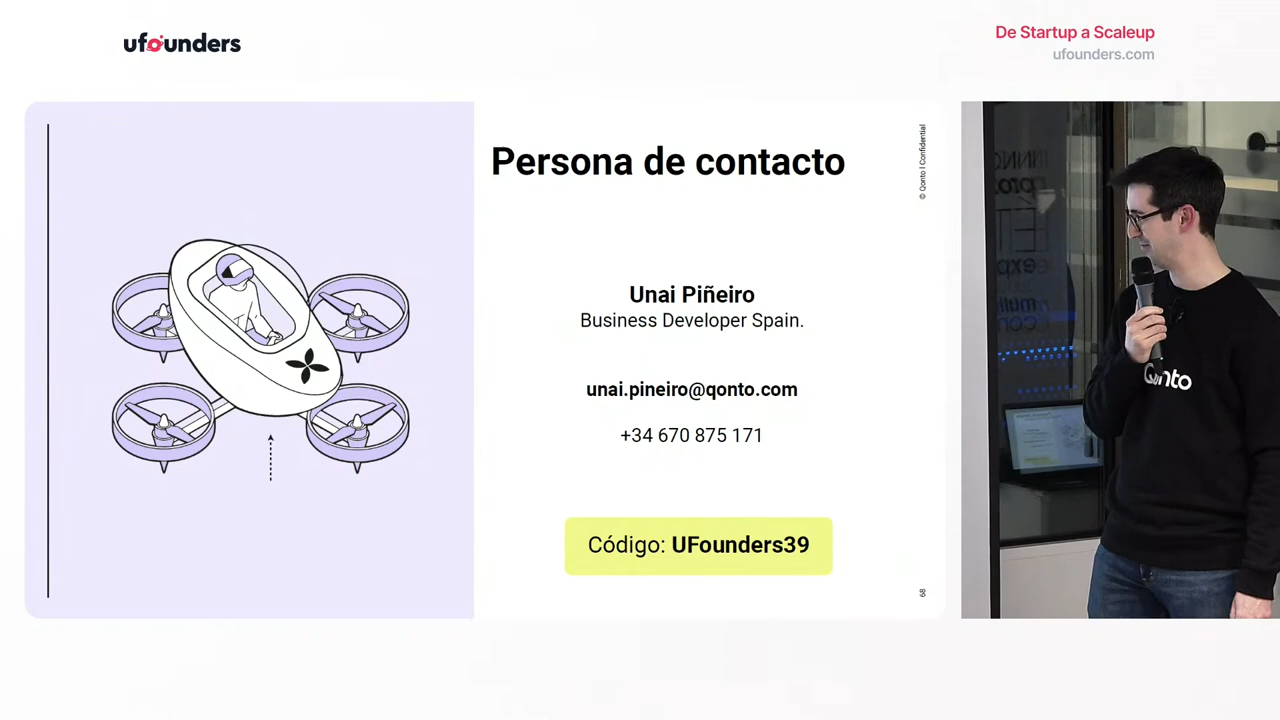 ufounders
De Startup a Scaleup
ufounders.com
Persona de contacto
© Qonto | Confidential
Unai Piñeiro
Business Developer Spain.
unai.pineiro@qonto.com
+34 670 875 171
Código: UFounders39
68
Qonto